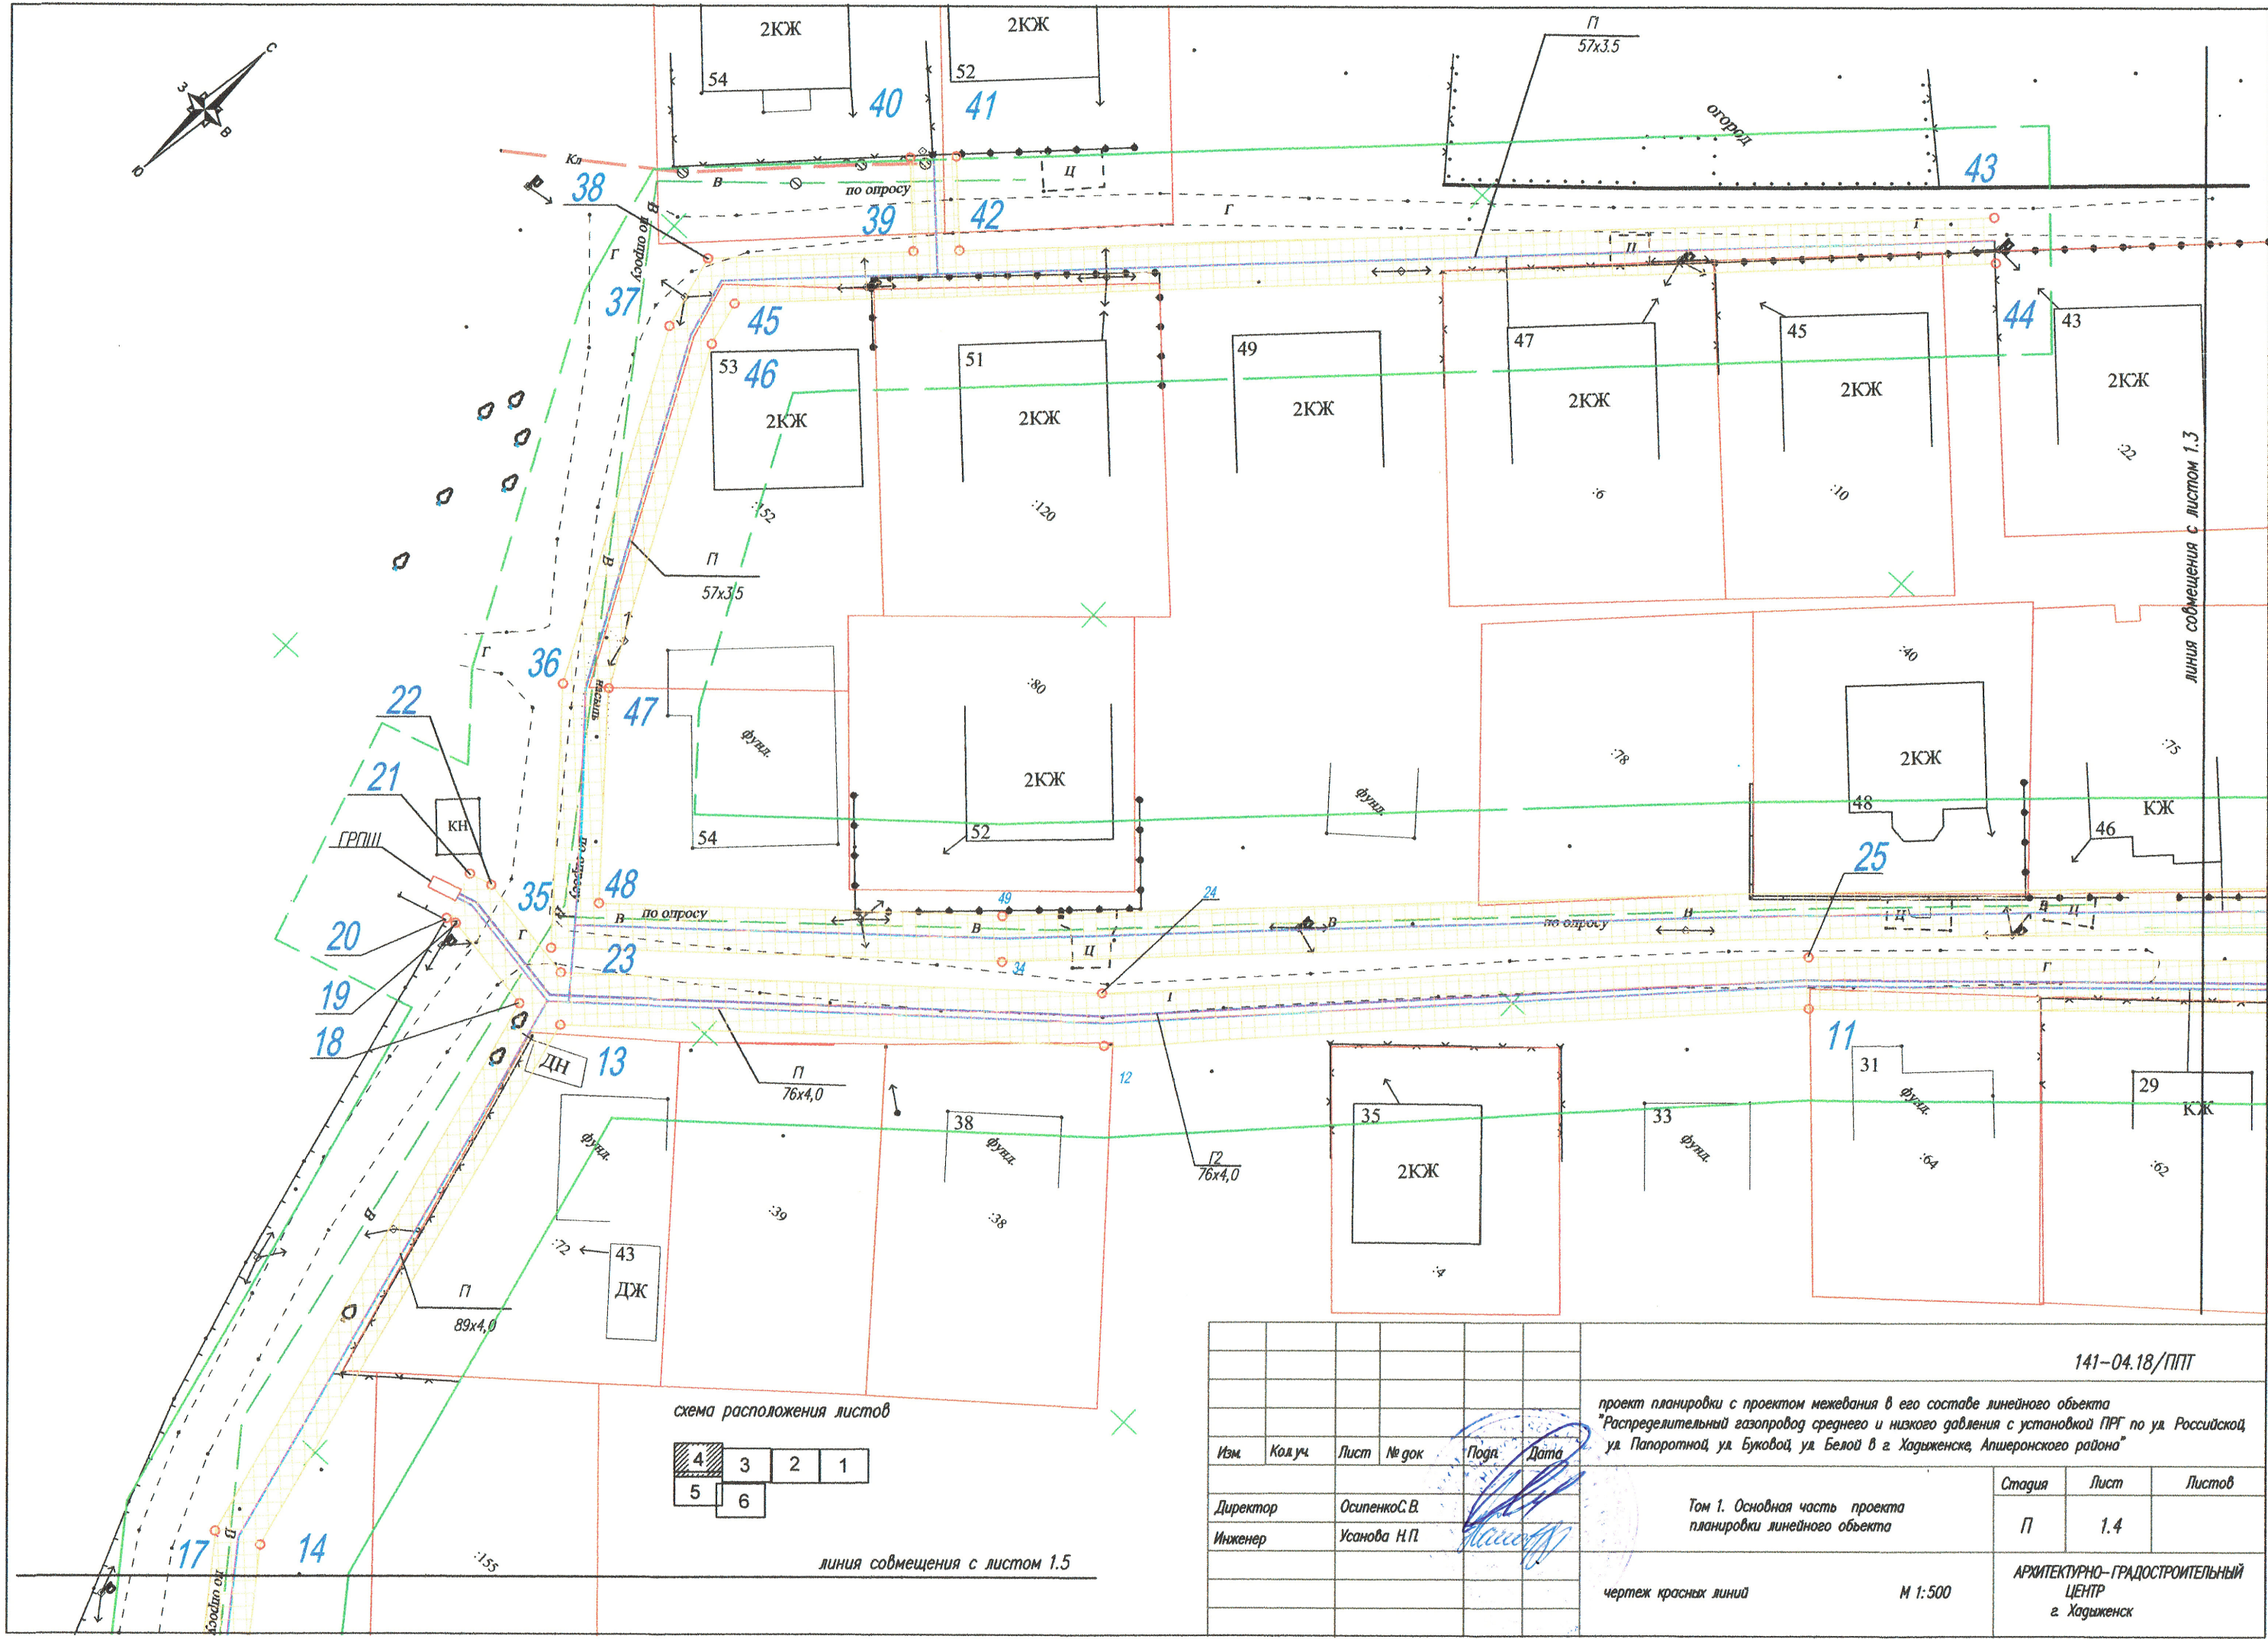 С
З
В
Ю
2КЖ
54
40
2КЖ
52
41
Г1
57х3.5
огород
43
Кл
38
В
по опросу
Ц
39
42
Г
Г
Ц
В
по опросу
Г
37
45
44
53
46
2КЖ
51
2КЖ
49
2КЖ
47
2КЖ
45
2КЖ
43
2КЖ
:152
:120
:6
:10
:22
линия совмещения с листом 1.3
В
Г1
57х3,5
Г
36
насыпь
47
22
21
КН
ГРПШ
фунд.
54
:80
2КЖ
52
фунд.
:78
:40
2КЖ
48
:75
КЖ
46
25
35
по опросу
48
В
по опросу
В
49
24
В
по опросу
В
Ц
В
Ц
20
Г
23
34
Ц
Г
19
18
ДН
13
Г1
76х4,0
12
11
31
фунд.
29
КЖ
фунд.
38
фунд.
Г2
76х4,0
35
2КЖ
33
фунд.
:64
:62
:39
:38
:72
43
ДЖ
:4
В
Г1
89х4,0
схема расположения листов
4
3
2
1
5
6
17
В
14
по опросу
:155
линия совмещения с листом 1.5
141-04.18/ППТ
проект планировки с проектом межевания в его составе линейного объекта
"Распределительный газопровод среднего и низкого давления с установкой ПРГ по ул. Российской,
ул. Папоротной, ул. Буковой, ул. Белой в г. Хадыженске, Апшеронского района"
Изм. Кол.уч. Лист № док Подп. Дата
Директор Осипенко С.В.
Инженер Усанова Н.П.
Том 1. Основная часть проекта
планировки линейного объекта
Стадия Лист Листов
П 1.4
чертеж красных линий М 1:500
АРХИТЕКТУРНО-ГРАДОСТРОИТЕЛЬНЫЙ
ЦЕНТР
г. Хадыженск